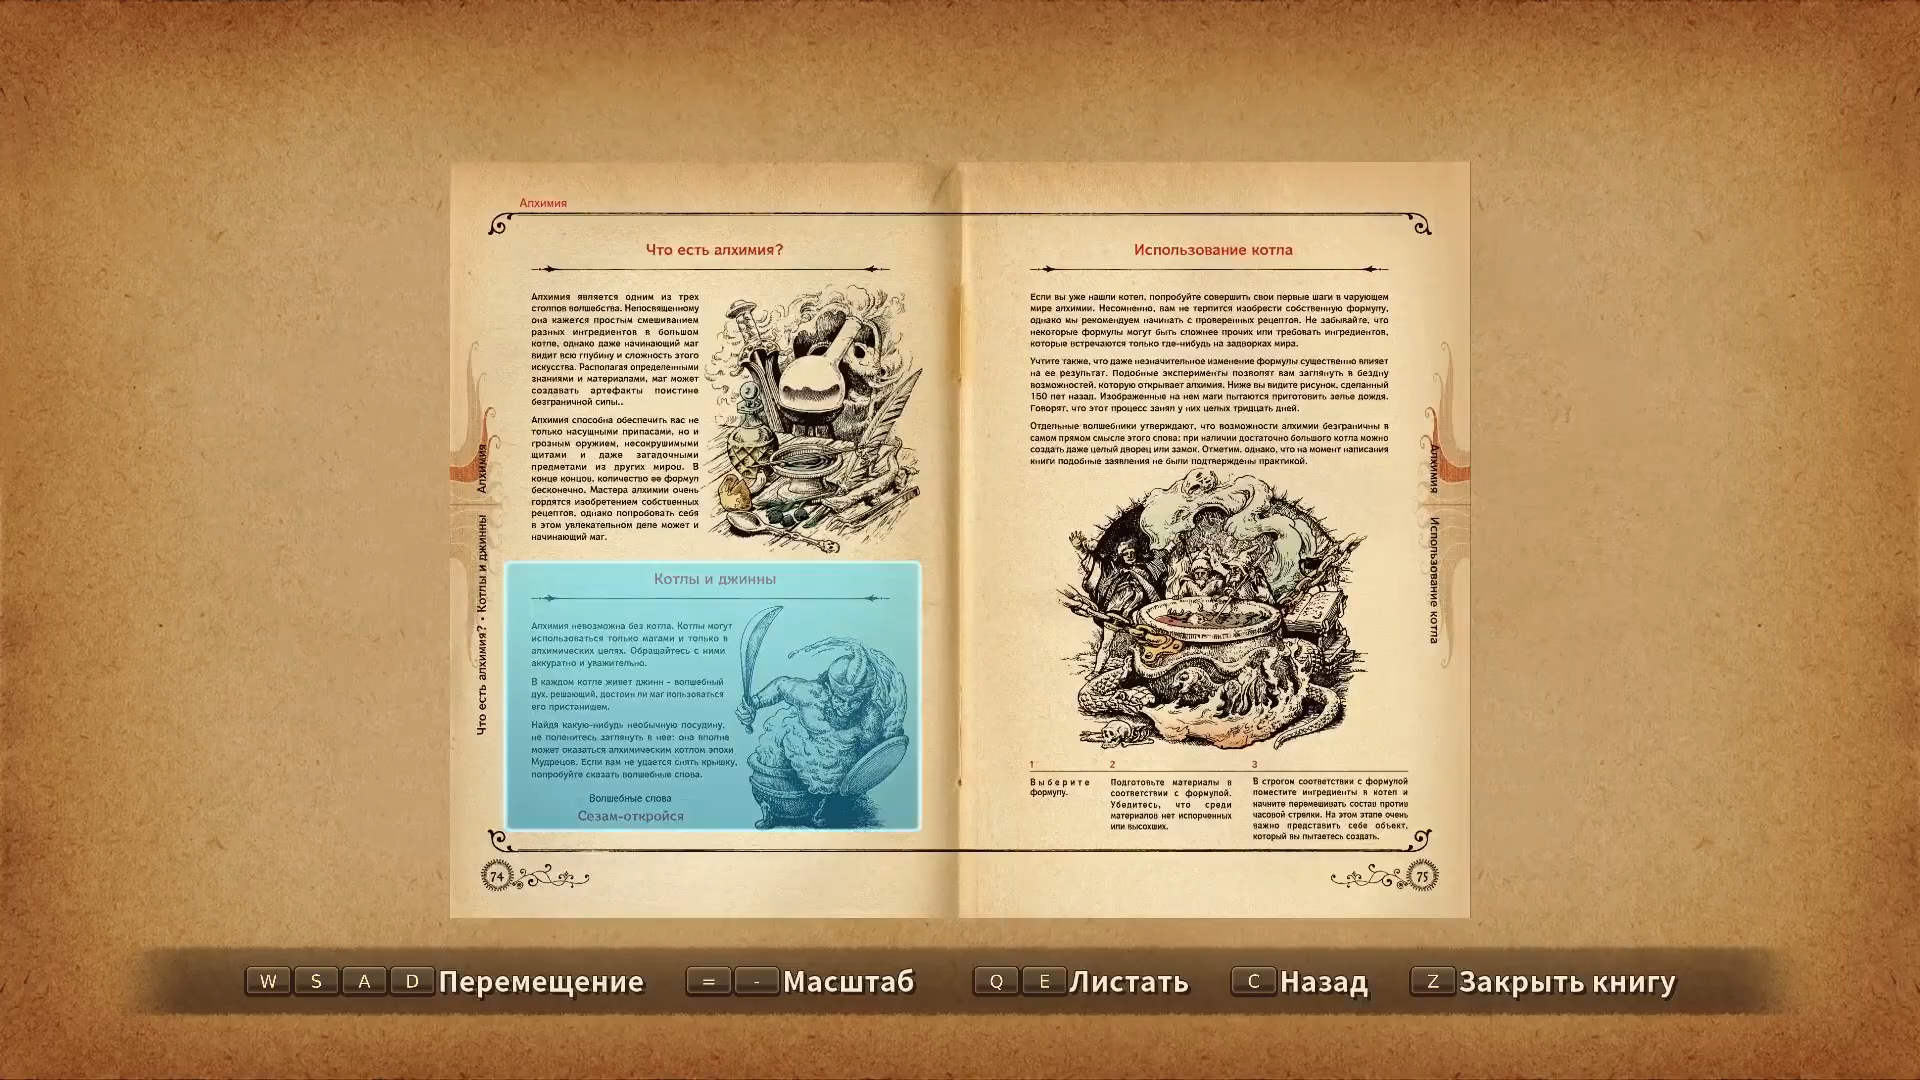 Алхимия
Что есть алхимия?
Алхимия является одним из трех
столпов волшебства. Непосвященному
она кажется простым смешиванием
разных ингредиентов в большом
котле, однако даже начинающий маг
видит всю глубину и сложность этого
искусства. Располагая определенными
знаниями и материалами, маг может
создавать артефакты поистине
безграничной силы..
Алхимия способна обеспечить вас не
только насущными припасами, но и
грозным оружием, несокрушимыми
щитами и даже загадочными
предметами из других миров. В
конце концов, количество ее формул
бесконечно. Мастера алхимии очень
гордятся изобретением собственных
рецептов, однако попробовать себя
в этом увлекательном деле может и
начинающий маг.
Котлы и джинны
Алхимия невозможна без котла. Котлы могут
использоваться только магами и только в
алхимических целях. Обращайтесь с ними
аккуратно и уважительно.
В каждом котле живет джинн - волшебный
дух, решающий, достоин ли маг пользоваться
его пристанищем.
Найдя какую-нибудь необычную посудину,
не поленитесь заглянуть в нее: она вполне
может оказаться алхимическим котлом эпохи
Мудрецов. Если вам не удается снять крышку,
попробуйте сказать волшебные слова.
Волшебные слова
Сезам-откройся
Что есть алхимия? • Котлы и джинны Алхимия
74
Использование котла
Если вы уже нашли котел, попробуйте совершить свои первые шаги в чарующем
мире алхимии. Несомненно, вам не терпится изобрести собственную формулу,
однако мы рекомендуем начинать с проверенных рецептов. Не забывайте, что
некоторые формулы могут быть сложнее прочих или требовать ингредиентов,
которые встречаются только где-нибудь на задворках мира.
Учтите также, что даже незначительное изменение формулы существенно влияет
на ее результат. Подобные эксперименты позволят вам заглянуть в бездну
возможностей, которую открывает алхимия. Ниже вы видите рисунок, сделанный
150 лет назад. Изображенные на нем маги пытаются приготовить зелье дождя.
Говорят, что этот процесс занял у них целых тридцать дней.
Отдельные волшебники утверждают, что возможности алхимии безграничны в
самом прямом смысле этого слова: при наличии достаточно большого котла можно
создать даже целый дворец или замок. Отметим, однако, что на момент написания
книги подобные заявления не были подтверждены практикой.
1
Выберите
формулу.
2
Подготовьте материалы в
соответствии с формулой.
Убедитесь, что среди
материалов нет испорченных
или высохших.
3
В строгом соответствии с формулой
поместите ингредиенты в котел и
начните перемешивать состав против
часовой стрелки. На этом этапе очень
важно представить себе объект,
который вы пытаетесь создать.
Алхимия Использование котла
75
W S A D Перемещение = - Масштаб Q E Листать C Назад Z Закрыть книгу